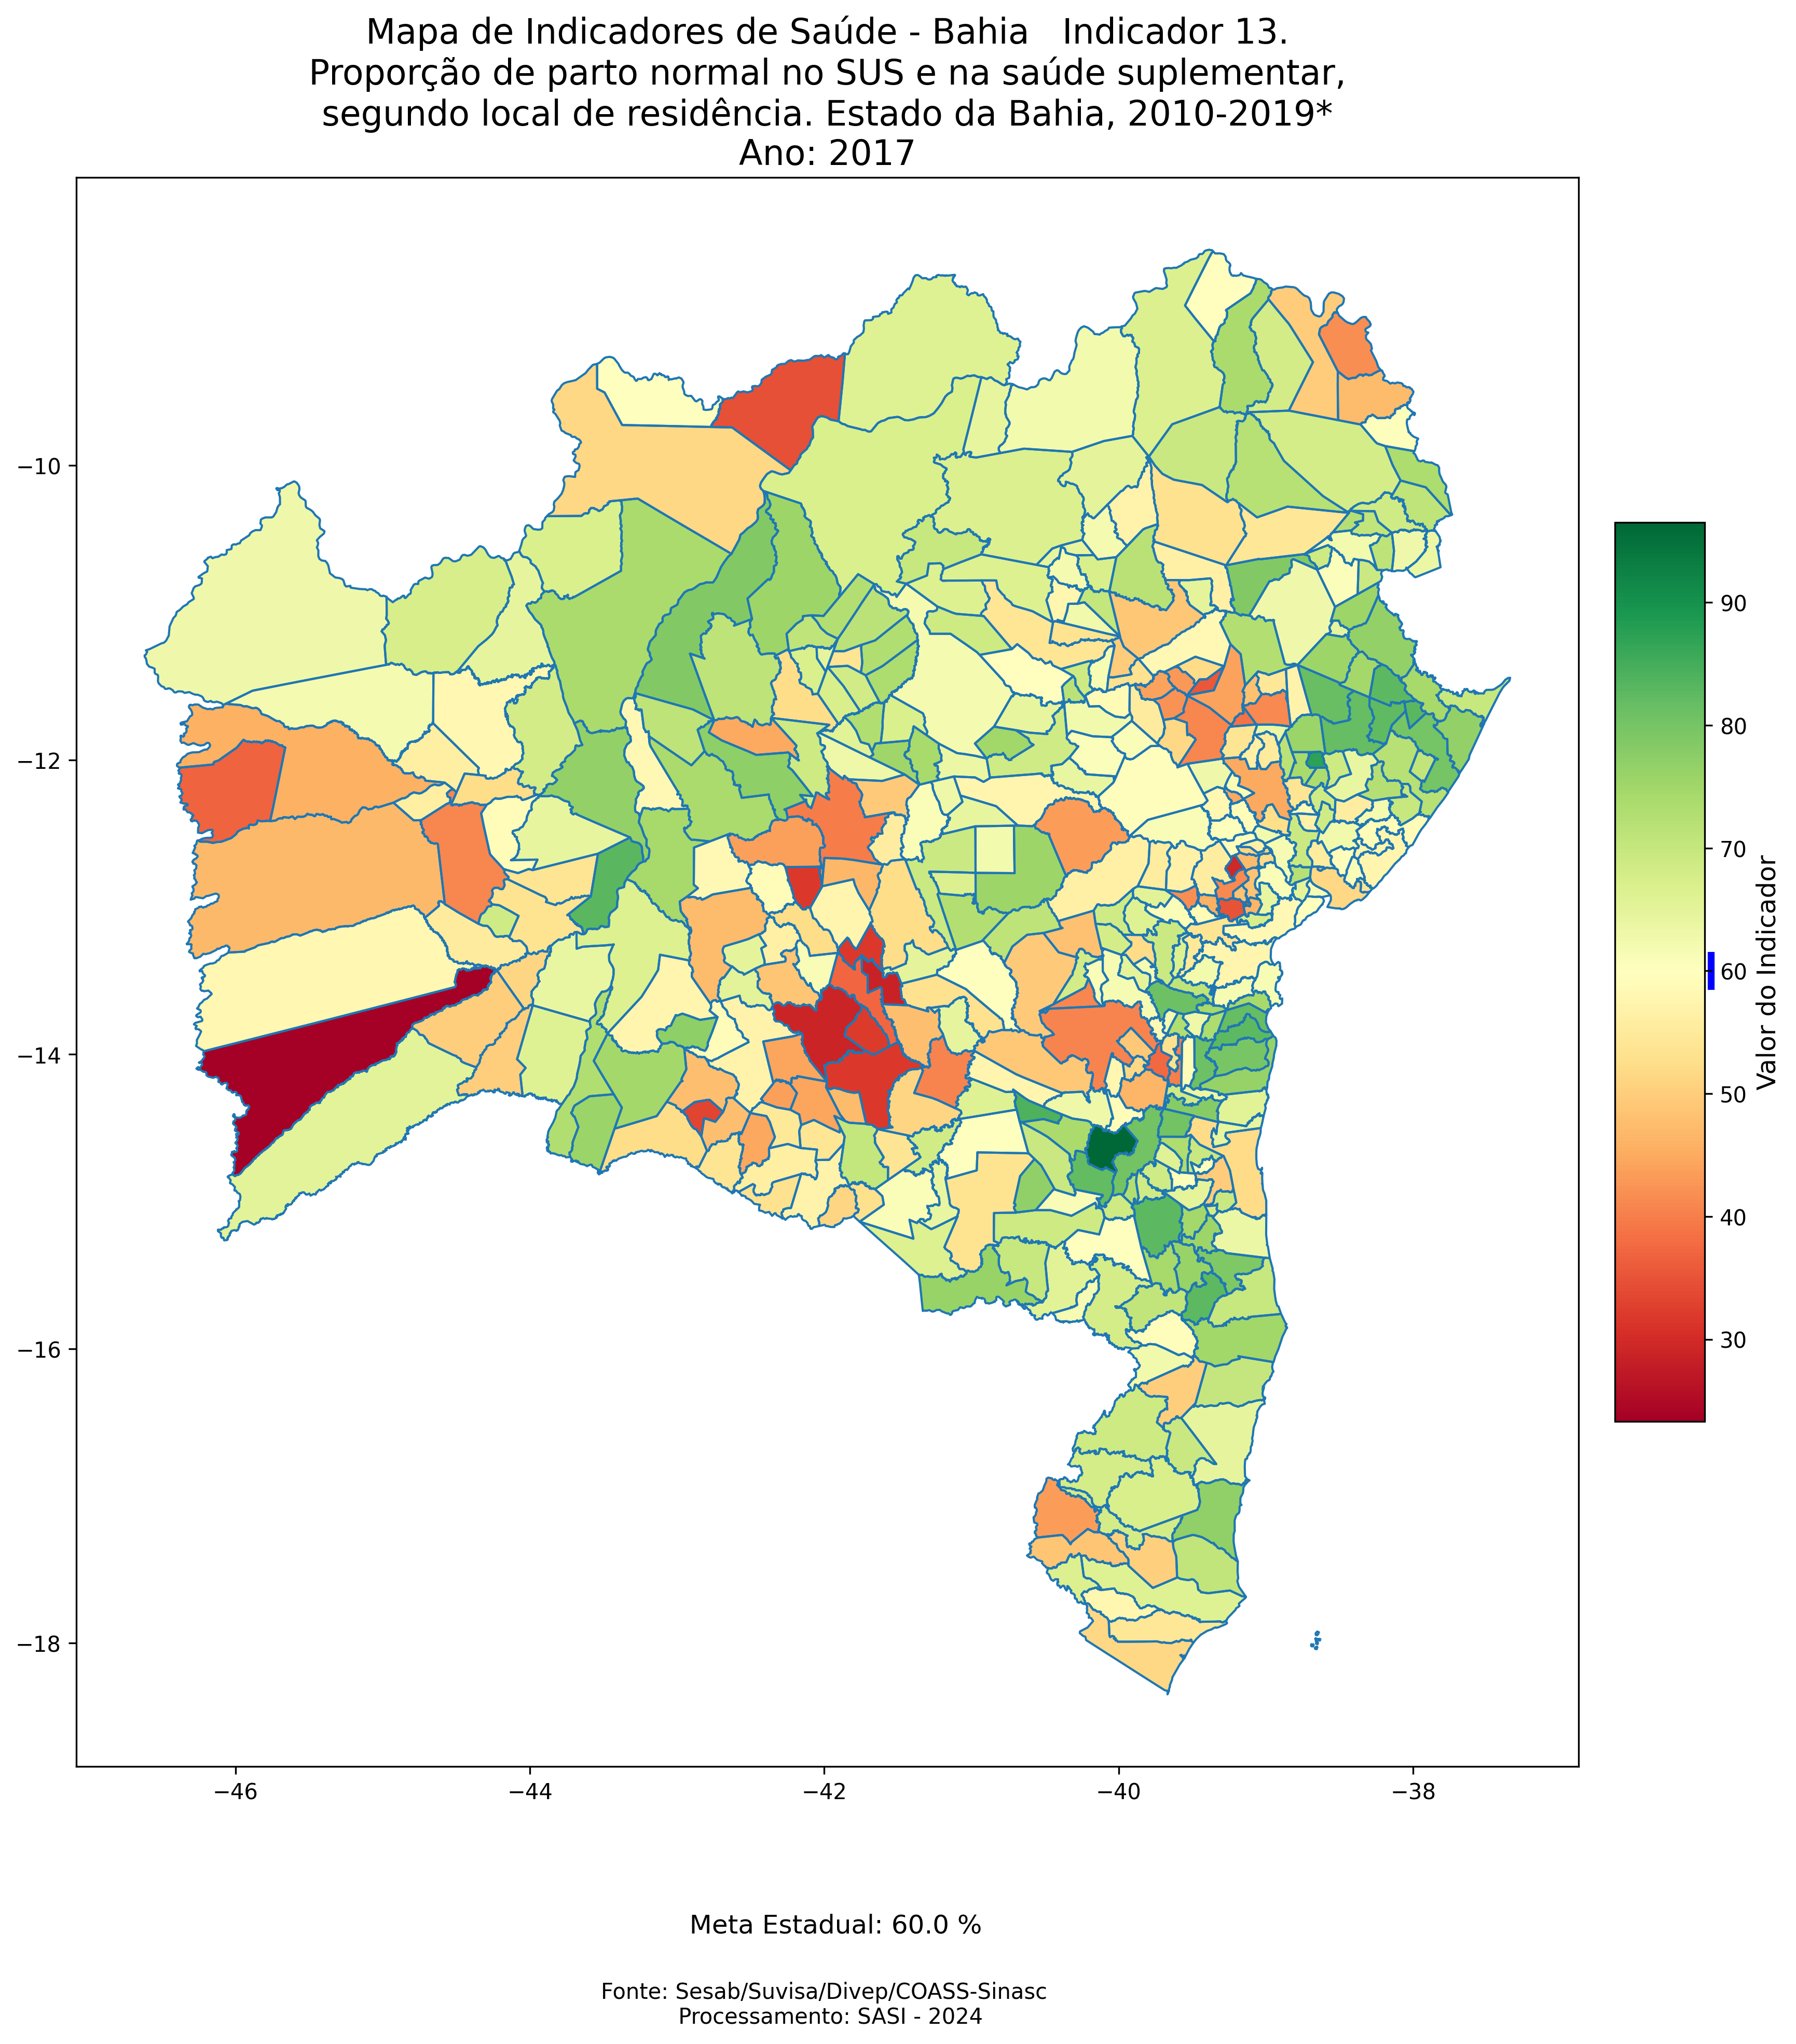 Mapa de Indicadores de Saúde - Bahia   Indicador 13.
Proporção de parto normal no SUS e na saúde suplementar,
segundo local de residência. Estado da Bahia, 2010-2019*
Ano: 2017
−10
−12
−14
−16
−18
−46
−44
−42
−40
−38
90
80
70
60
50
40
30
Valor do Indicador
Meta Estadual: 60.0 %
Fonte: Sesab/Suvisa/Divep/COASS-Sinasc
Processamento: SASI - 2024